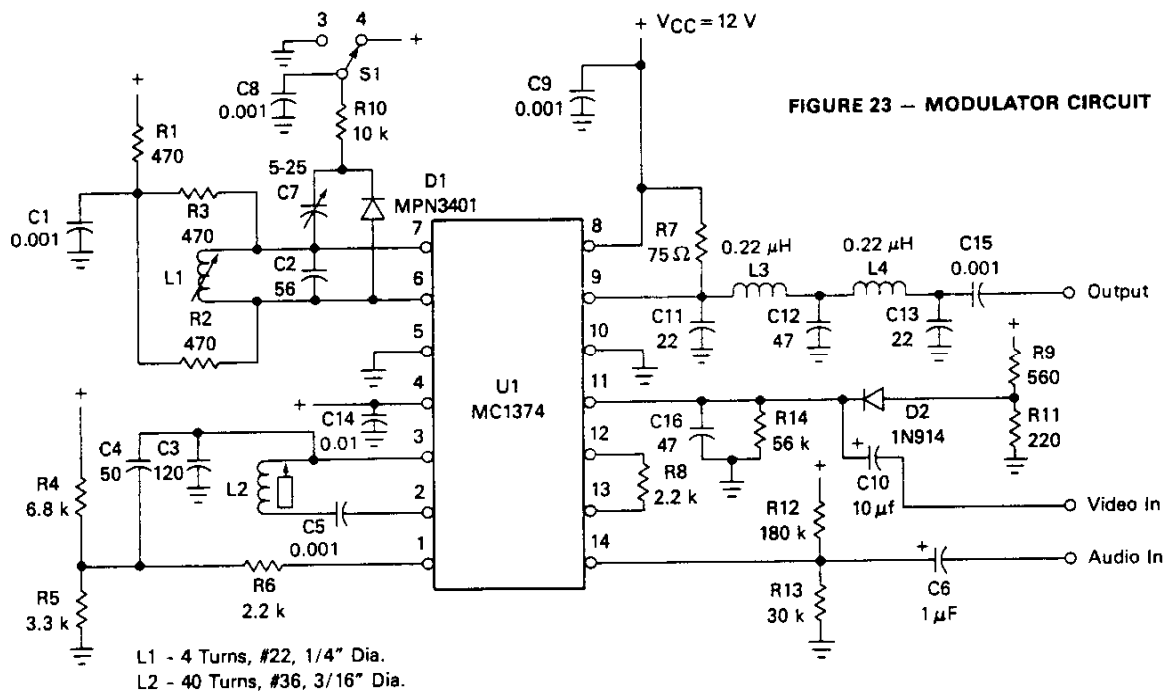 3
4
+
+
VCC = 12 V
S1
C8
0.001
C9
0.001
FIGURE 23 – MODULATOR CIRCUIT
+
R1
470
R10
10 k
5-25
C7
D1
MPN3401
R3
470
C1
0.001
L1
C2
56
R2
470
7
6
5
4
3
2
1
U1
MC1374
8
9
10
11
12
13
14
R7
75 Ω
0.22 μH
L3
0.22 μH
L4
C15
0.001
Output
C11
22
C12
47
C13
22
+
R9
560
R11
220
D2
1N914
+
C14
0.01
C16
47
R14
56 k
+
C10
10 μf
Video In
+
C4
50
C3
120
L2
C5
0.001
R4
6.8 k
R5
3.3 k
R6
2.2 k
R8
2.2 k
+
R12
180 k
R13
30 k
+
C6
1 μF
Audio In
L1 - 4 Turns, #22, 1/4" Dia.
L2 - 40 Turns, #36, 3/16" Dia.